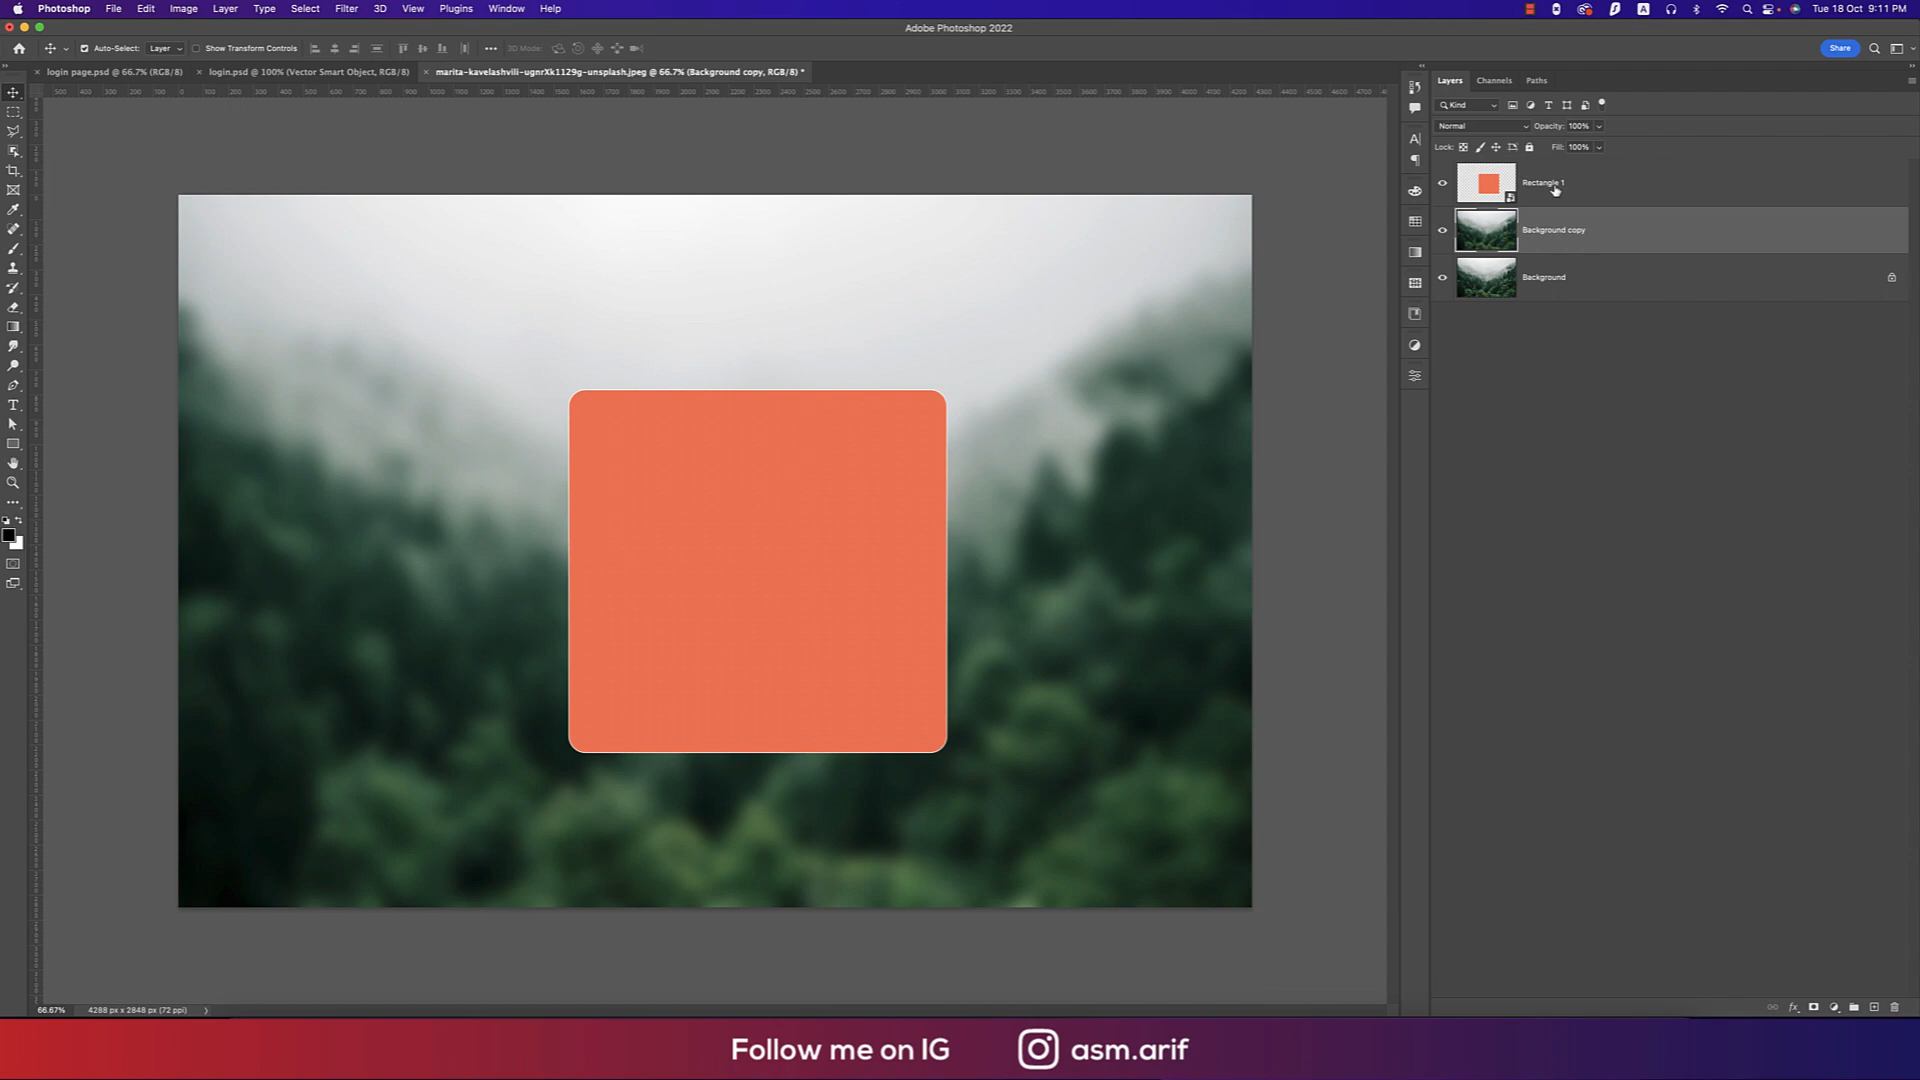 Photoshop File Edit Image Layer Type Select Filter 3D View Plugins Window Help Tue 18 Oct 9:11 PM
Adobe Photoshop 2022
Auto-Select: Layer Show Transform Controls 3D Mode: Share
login page.psd @ 66.7% (RGB/8) login.psd @ 100% (Vector Smart Object, RGB/8) marita-kavelashvili-ugnrXk1129g-unsplash.jpeg @ 66.7% (Background copy, RGB/8) *
Layers Channels Paths
Kind
Normal Opacity: 100%
Lock: Fill: 100%
Rectangle 1
Background copy
Background
66.67% 4288 px x 2848 px (72 ppi)
Follow me on IG asm.arif